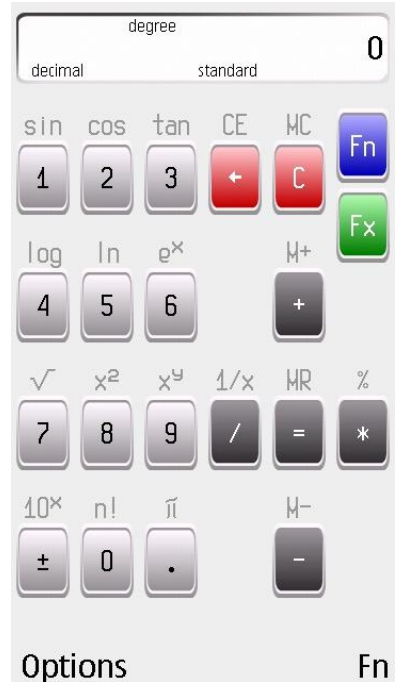 degree
0
decimal standard
sin cos tan CE MC
Fn
1 2 3 ← C
Fx
log ln eˣ M+
4 5 6 +
√ x² xʸ 1/x MR %
7 8 9 / = *
10ˣ n! π M-
± 0 . -
Options Fn